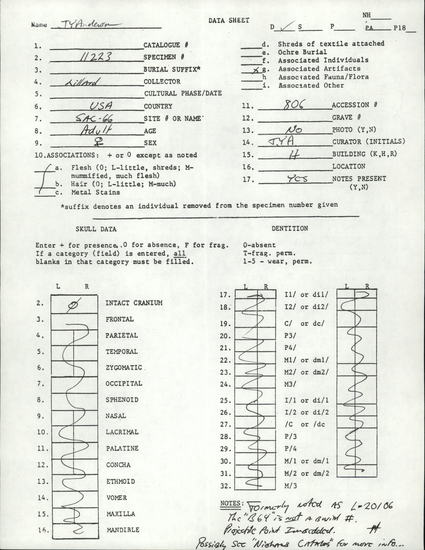 Name T.Y. Anderson
DATA SHEET
NH
D ✓ S P PA P18
1. CATALOGUE #
2. 11223 SPECIMEN #
3. BURIAL SUFFIX*
4. Lillard COLLECTOR
5. CULTURAL PHASE/DATE
6. USA COUNTRY
7. SAC-66 SITE # OR NAME
8. Adult AGE
9. ♀ SEX
10. ASSOCIATIONS: + or 0 except as noted
a. Flesh (0; L-little, shreds; M-mummified, much flesh)
b. Hair (0; L-little; M-much)
c. Metal Stains
d. Shreds of textile attached
e. Ochre Burial
f. Associated Individuals
x g. Associated Artifacts
h Associated Fauna/Flora
i. Associated Other
11. 806 ACCESSION #
12. GRAVE #
13. No PHOTO (Y,N)
14. TYA CURATOR (INITIALS)
15. H BUILDING (K,H,R)
16. LOCATION
17. Yes NOTES PRESENT (Y,N)
*suffix denotes an individual removed from the specimen number given
SKULL DATA
Enter + for presence, 0 for absence, F for frag.
If a category (field) is entered, all
blanks in that category must be filled.
DENTITION
0-absent
T-frag. perm.
1-5 - wear, perm.
L R
2. INTACT CRANIUM
3. FRONTAL
4. PARIETAL
5. TEMPORAL
6. ZYGOMATIC
7. OCCIPITAL
8. SPHENOID
9. NASAL
10. LACRIMAL
11. PALATINE
12. CONCHA
13. ETHMOID
14. VOMER
15. MAXILLA
16. MANDIBLE
L R L R
17. I1/ or di1/
18. I2/ or di2/
19. C/ or dc/
20. P3/
21. P4/
22. M1/ or dm1/
23. M2/ or dm2/
24. M3/
25. I/1 or di/1
26. I/2 or di/2
27. /C or /dc
28. P/3
29. P/4
30. M/1 or dm/1
31. M/2 or dm/2
32. M/3
NOTES: Formerly noted AS L-20106
The "B64" is not a burial #.
Projectile Point Imbedded.
Possibly see "Nishans Catalog" for more info...